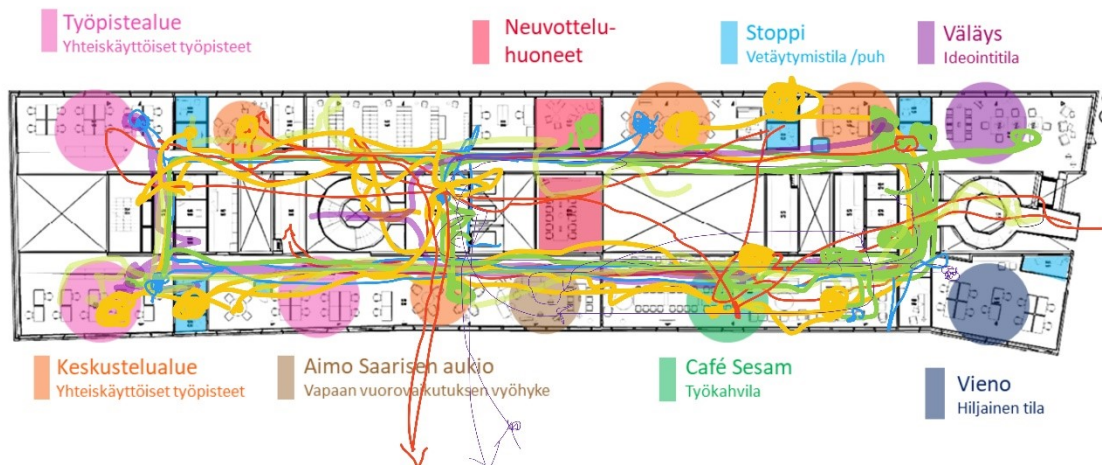 Työpistealue
Yhteiskäyttöiset työpisteet
Neuvottelu-
huoneet
Stoppi
Vetäytymistila /puh
Väläys
Ideointitila
Keskustelualue
Yhteiskäyttöiset työpisteet
Aimo Saarisen aukio
Vapaan vuorovaikutuksen vyöhyke
Café Sesam
Työkahvila
Vieno
Hiljainen tila